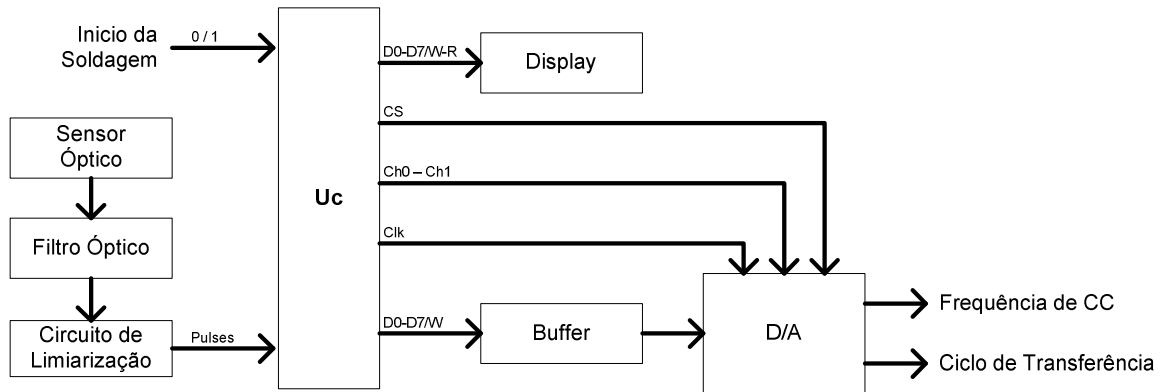 Inicio da
Soldagem
0 / 1
Sensor
Óptico
Filtro Óptico
Circuito de
Limiarização
Pulses
Uc
D0-D7/W-R
Display
CS
Ch0 – Ch1
Clk
D0-D7/W
Buffer
D/A
Frequência de CC
Ciclo de Transferência